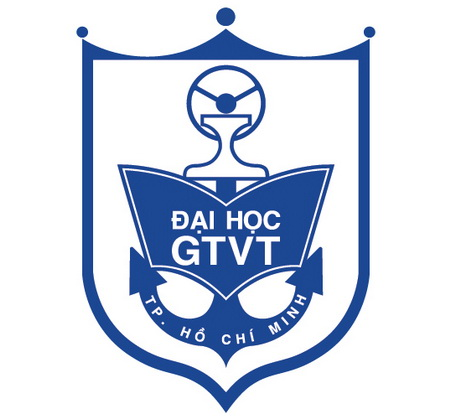 ĐẠI HỌC
GTVT
TP. HỒ CHÍ MINH